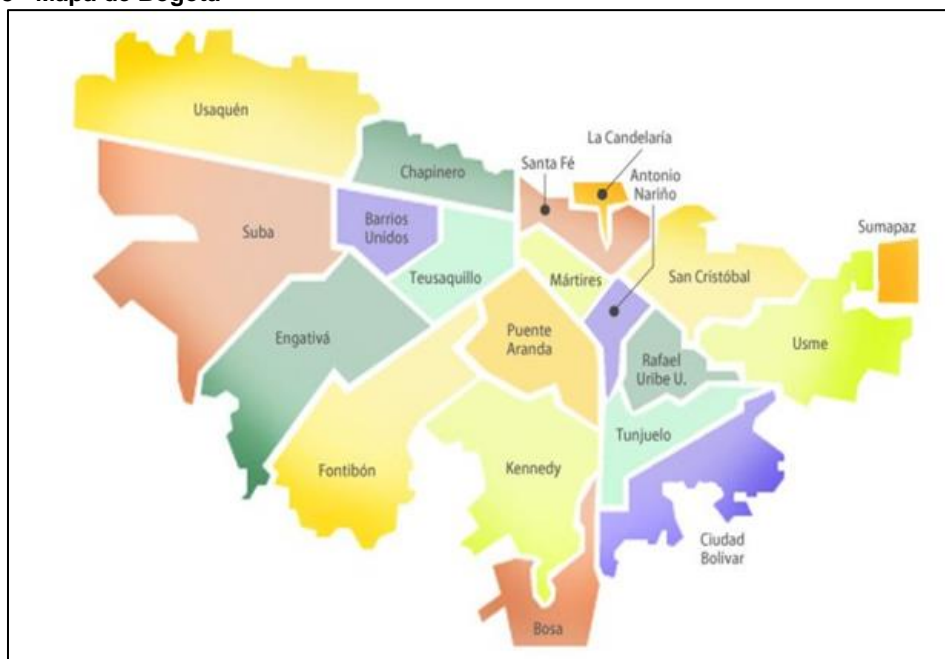 Mapa de Bogotá
Usaquén
La Candelaría
Santa Fé
Antonio
Nariño
Chapinero
Barrios
Unidos
Suba
Sumapaz
Teusaquillo
Mártires
San Cristóbal
Engativá
Puente
Aranda
Usme
Rafael
Uribe U.
Tunjuelo
Fontibón
Kennedy
Ciudad
Bolívar
Bosa